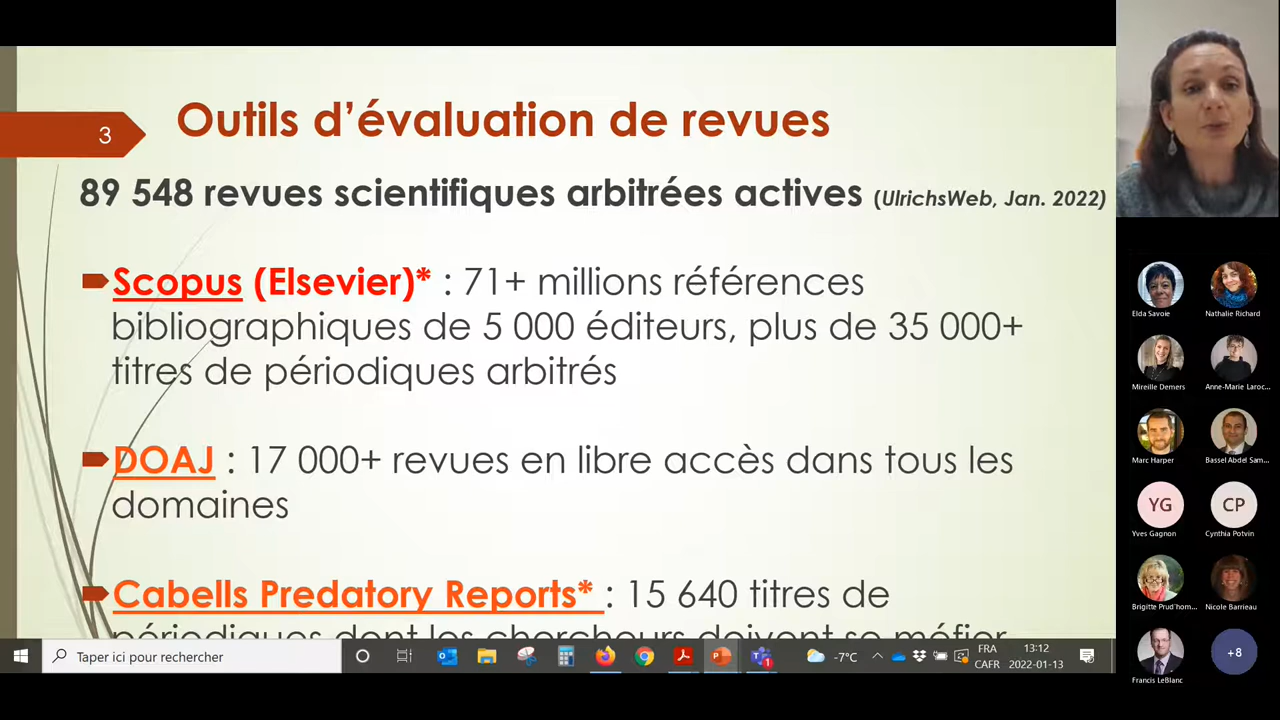 3
Outils d’évaluation de revues
89 548 revues scientifiques arbitrées actives (UlrichsWeb, Jan. 2022)
Scopus (Elsevier)* : 71+ millions références
bibliographiques de 5 000 éditeurs, plus de 35 000+
titres de périodiques arbitrés
DOAJ : 17 000+ revues en libre accès dans tous les
domaines
Cabells Predatory Reports* : 15 640 titres de
périodiques dont les chercheurs doivent se méfier
Taper ici pour rechercher
-7°C
FRA
CAFR
13:12
2022-01-13
Elda Savoie
Nathalie Richard
Mireille Demers
Anne-Marie Laroc...
Marc Harper
Bassel Abdel Sam...
YG
CP
Yves Gagnon
Cynthia Potvin
Brigitte Prud'hom...
Nicole Barrieau
+8
Francis LeBlanc